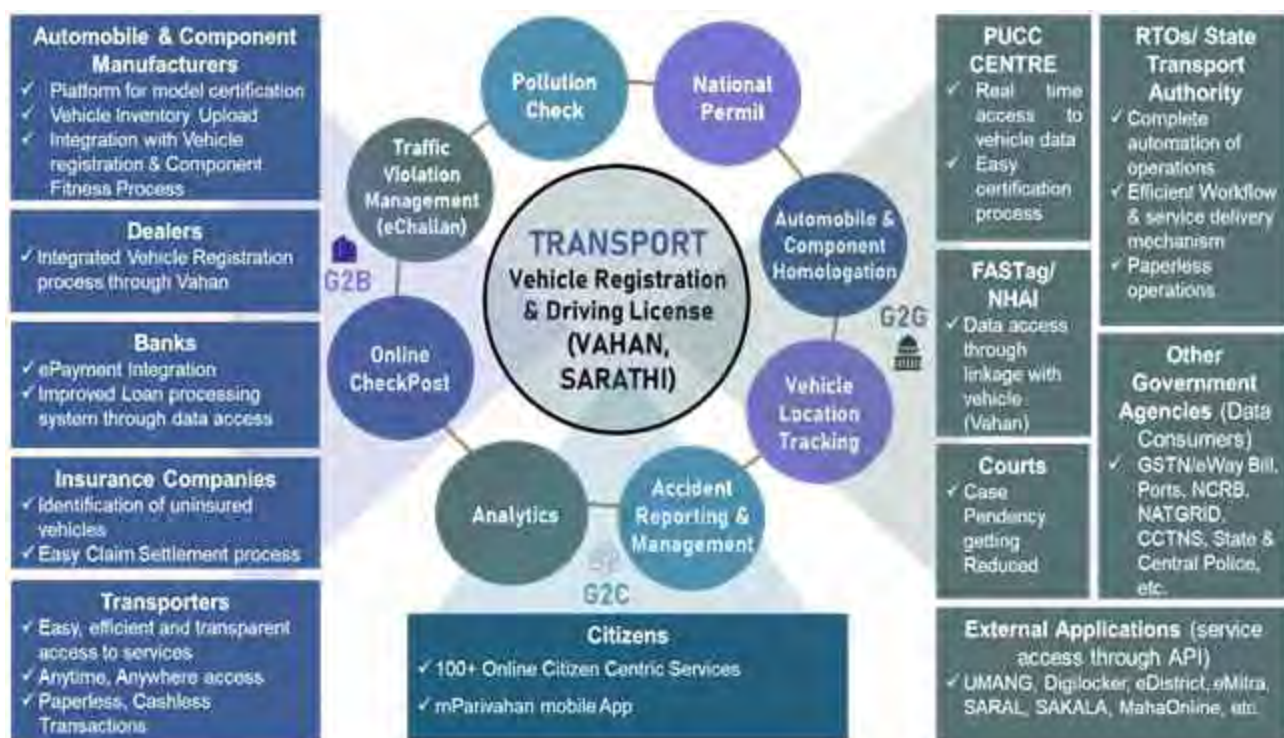 Automobile & Component
Manufacturers
✓ Platform for model certification
✓ Vehicle Inventory Upload
✓ Integration with Vehicle
registration & Component
Fitness Process
Dealers
✓ Integrated Vehicle Registration
process through Vahan
Banks
✓ ePayment Integration
✓ Improved Loan processing
system through data access
Insurance Companies
✓ Identification of uninsured
vehicles
✓ Easy Claim Settlement process
Transporters
✓ Easy, efficient and transparent
access to services
✓ Anytime, Anywhere access
✓ Paperless, Cashless
Transactions
G2B
Pollution
Check
National
Permit
Traffic
Violation
Management
(eChallan)
Automobile &
Component
Homologation
TRANSPORT
Vehicle Registration
& Driving License
(VAHAN,
SARATHI)
Online
CheckPost
Vehicle
Location
Tracking
Analytics
Accident
Reporting &
Management
G2C
Citizens
✓ 100+ Online Citizen Centric Services
✓ mParivahan mobile App
G2G
PUCC
CENTRE
✓ Real time
access to
vehicle data
✓ Easy
certification
process
FASTag/
NHAI
✓ Data access
through
linkage with
vehicle
(Vahan)
Courts
✓ Case
Pendency
getting
Reduced
RTOs/ State
Transport
Authority
✓ Complete
automation of
operations
✓ Efficient Workflow
& service delivery
mechanism
✓ Paperless
operations
Other
Government
Agencies (Data
Consumers)
✓ GSTN/eWay Bill,
Ports, NCRB,
NATGRID,
CCTNS, State &
Central Police,
etc.
External Applications (service
access through API)
✓ UMANG, Digilocker, eDistrict, eMitra,
SARAL, SAKALA, MahaOnline, etc.